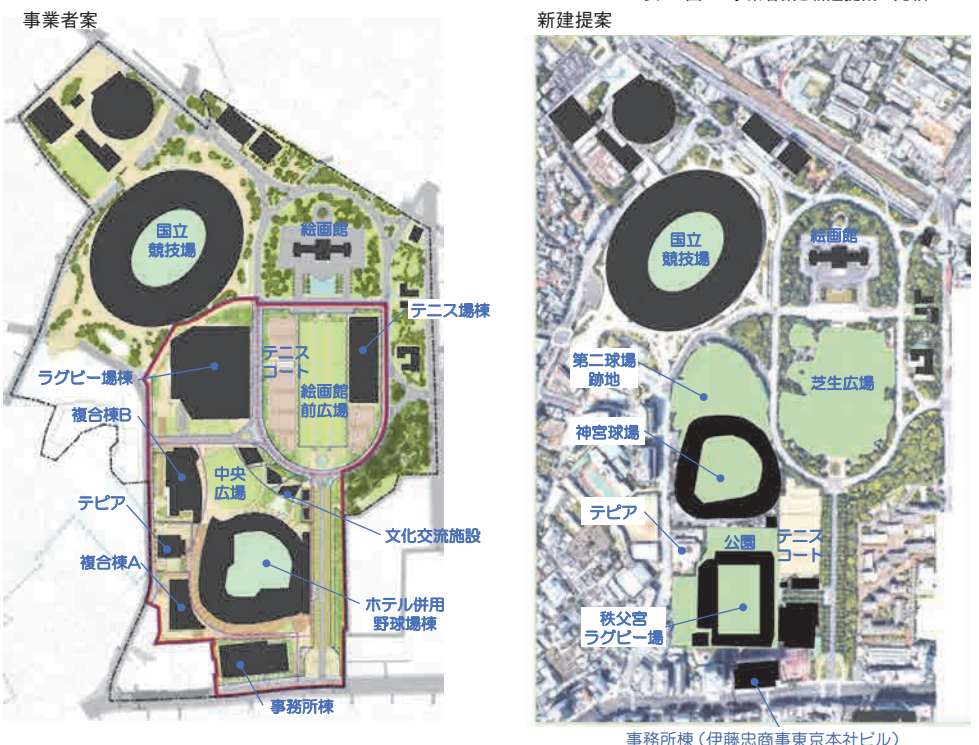 事業者案
国立
競技場
絵画館
テニス場棟
ラグビー場棟
テニス
コート
絵画館
前広場
複合棟B
中央
広場
テピア
文化交流施設
複合棟A
ホテル併用
野球場棟
事務所棟
新建提案
国立
競技場
絵画館
第二球場
跡地
芝生広場
神宮球場
テピア
公園
テニス
コート
秩父宮
ラグビー場
事務所棟(伊藤忠商事東京本社ビル)